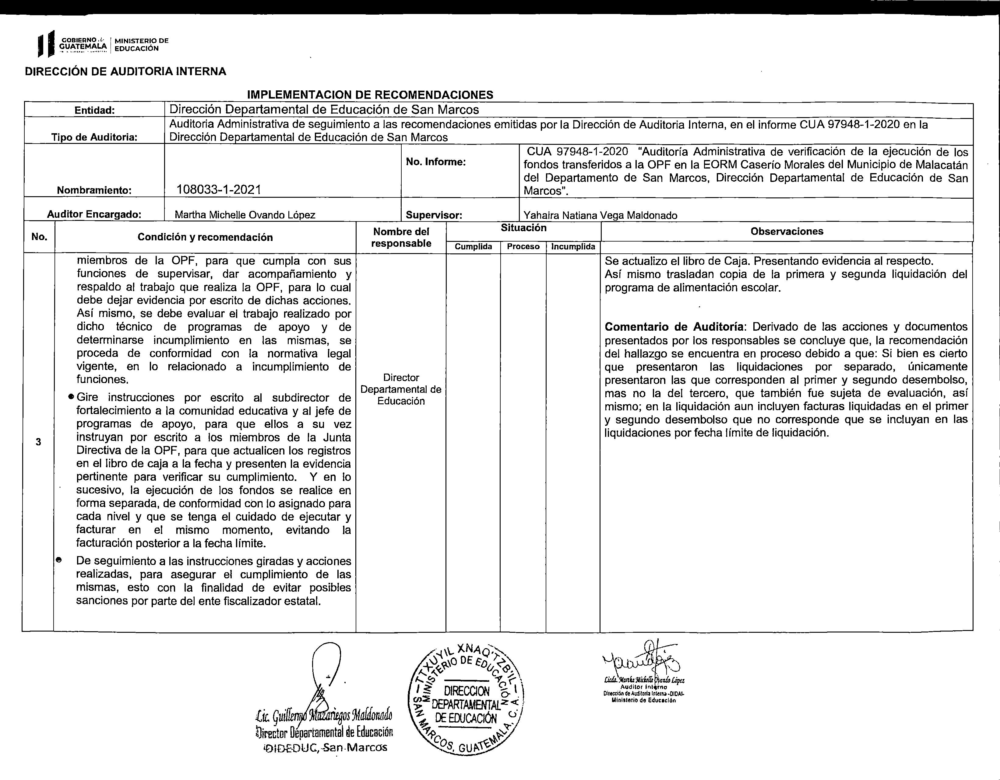 GOBIERNO de
GUATEMALA
MINISTERIO DE
EDUCACIÓN
DIRECCIÓN DE AUDITORIA INTERNA
IMPLEMENTACION DE RECOMENDACIONES
Entidad:
Dirección Departamental de Educación de San Marcos
Tipo de Auditoria:
Auditoria Administrativa de seguimiento a las recomendaciones emitidas por la Dirección de Auditoria Interna, en el informe CUA 97948-1-2020 en la
Dirección Departamental de Educación de San Marcos
Nombramiento:
108033-1-2021
No. Informe:
CUA 97948-1-2020 "Auditoría Administrativa de verificación de la ejecución de los
fondos transferidos a la OPF en la EORM Caserío Morales del Municipio de Malacatán
del Departamento de San Marcos, Dirección Departamental de Educación de San
Marcos".
Auditor Encargado:
Martha Michelle Ovando López
Supervisor:
Yahaira Natiana Vega Maldonado
No.
Condición y recomendación
Nombre del
responsable
Situación
Cumplida
Proceso
Incumplida
Observaciones
3
miembros de la OPF, para que cumpla con sus
funciones de supervisar, dar acompañamiento y
respaldo al trabajo que realiza la OPF, para lo cual
debe dejar evidencia por escrito de dichas acciones.
Así mismo, se debe evaluar el trabajo realizado por
dicho técnico de programas de apoyo y de
determinarse incumplimiento en las mismas, se
proceda de conformidad con la normativa legal
vigente, en lo relacionado a incumplimiento de
funciones.
● Gire instrucciones por escrito al subdirector de
fortalecimiento a la comunidad educativa y al jefe de
programas de apoyo, para que ellos a su vez
instruyan por escrito a los miembros de la Junta
Directiva de la OPF, para que actualicen los registros
en el libro de caja a la fecha y presenten la evidencia
pertinente para verificar su cumplimiento. Y en lo
sucesivo, la ejecución de los fondos se realice en
forma separada, de conformidad con lo asignado para
cada nivel y que se tenga el cuidado de ejecutar y
facturar en el mismo momento, evitando la
facturación posterior a la fecha límite.
● De seguimiento a las instrucciones giradas y acciones
realizadas, para asegurar el cumplimiento de las
mismas, esto con la finalidad de evitar posibles
sanciones por parte del ente fiscalizador estatal.
Director
Departamental de
Educación
Se actualizo el libro de Caja. Presentando evidencia al respecto.
Así mismo trasladan copia de la primera y segunda liquidación del
programa de alimentación escolar.
Comentario de Auditoría: Derivado de las acciones y documentos
presentados por los responsables se concluye que, la recomendación
del hallazgo se encuentra en proceso debido a que: Si bien es cierto
que presentaron las liquidaciones por separado, únicamente
presentaron las que corresponden al primer y segundo desembolso,
mas no la del tercero, que también fue sujeta de evaluación, así
mismo; en la liquidación aun incluyen facturas liquidadas en el primer
y segundo desembolso que no corresponde que se incluyan en las
liquidaciones por fecha límite de liquidación.
Lic. Guillermo Mazariegos Maldonado
Director Departamental de Educación
DIDEDUC, San Marcos
TTXUYIL XNAQ'TZB'IL
MINISTERIO DE EDUCACIÓN
DIRECCION
DEPARTAMENTAL
DE EDUCACIÓN
SAN MARCOS, GUATEMALA, C. A.
Licda. Martha Michelle Ovando López
Auditor Interno
Dirección de Auditoría Interna -DIDAI-
Ministerio de Educación